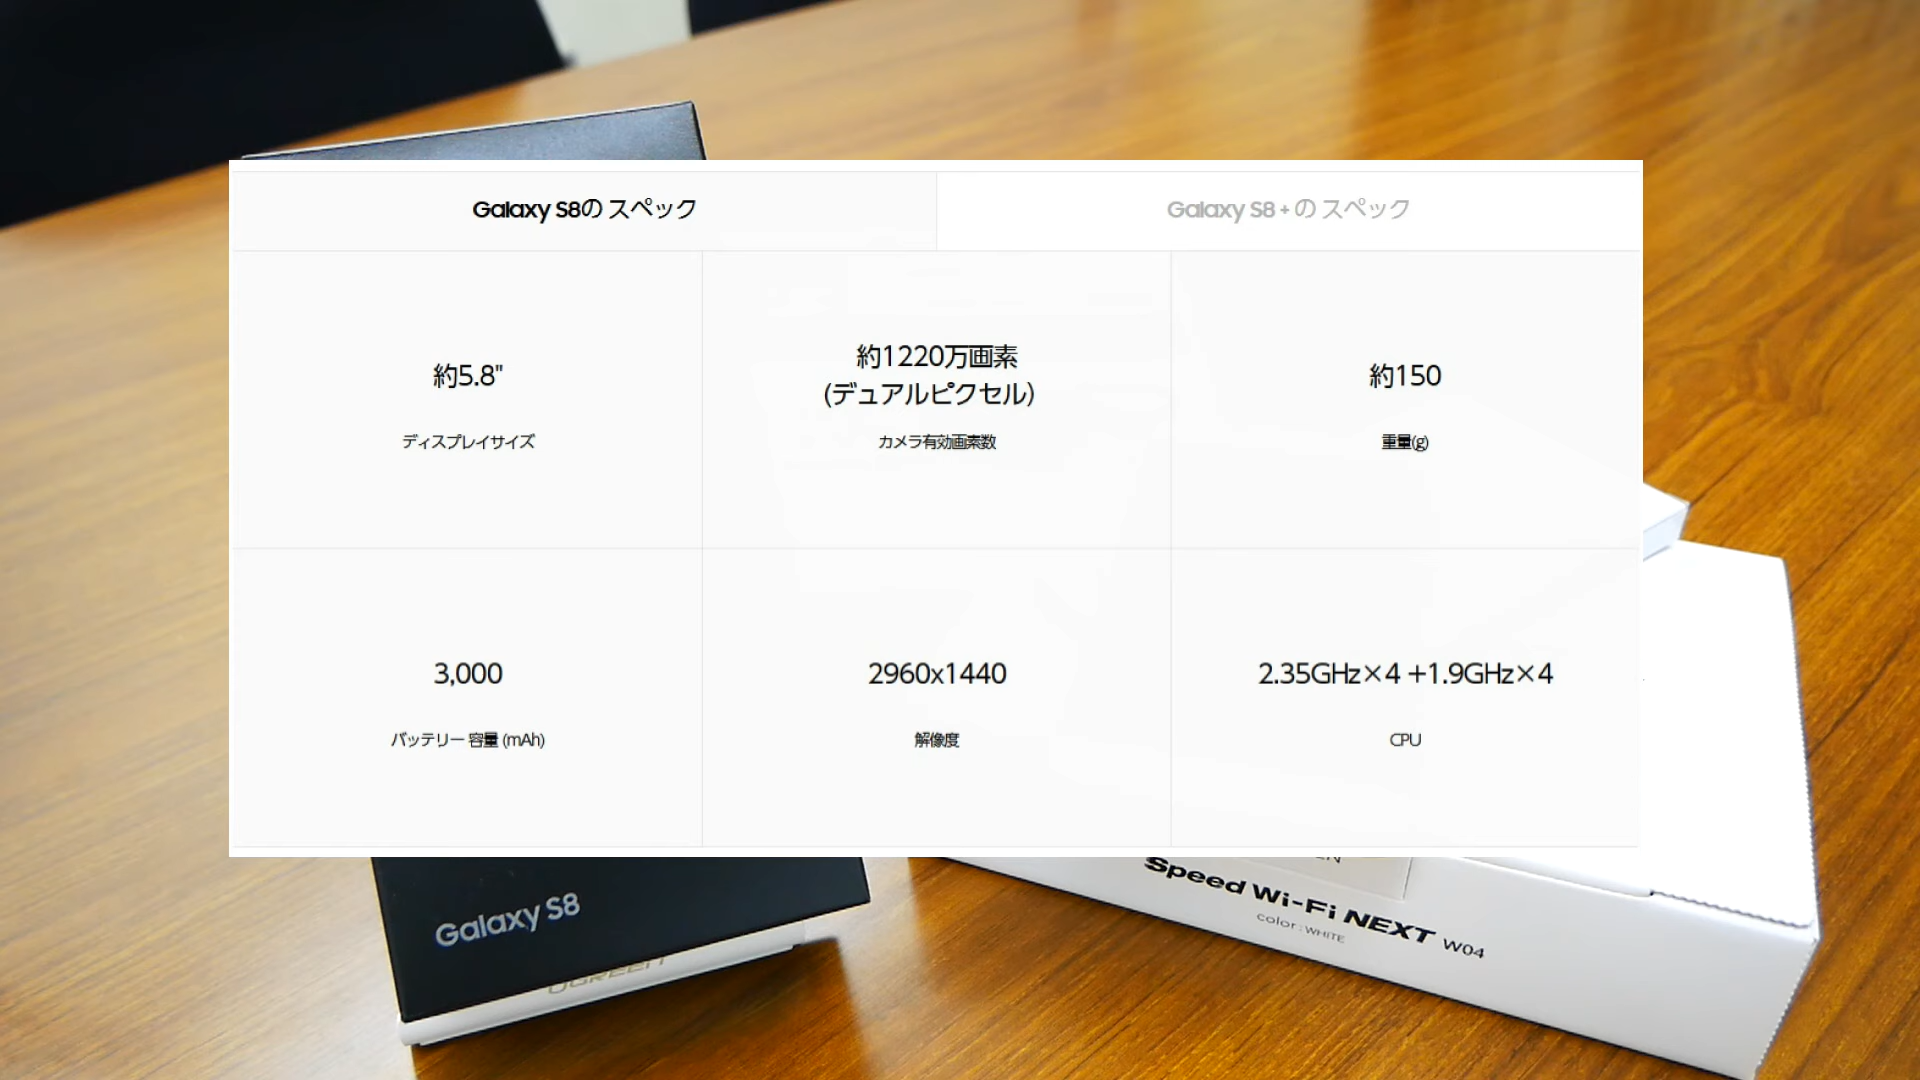 Galaxy S8の スペック
Galaxy S8 + の スペック
約5.8"
ディスプレイサイズ
約1220万画素
(デュアルピクセル)
カメラ有効画素数
約150
重量(g)
3,000
バッテリー 容量 (mAh)
2960x1440
解像度
2.35GHz×4 +1.9GHz×4
CPU
Galaxy S8
UGREEN
Speed Wi-Fi NEXT W04
color : WHITE